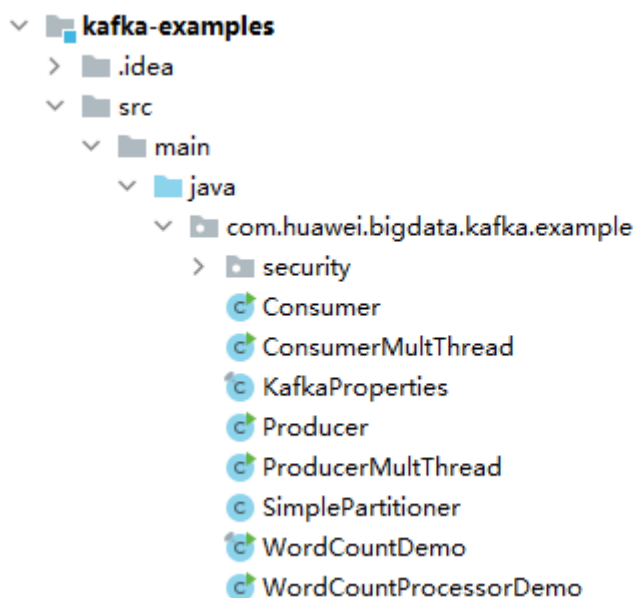 kafka-examples
.idea
src
main
java
com.huawei.bigdata.kafka.example
security
Consumer
ConsumerMultThread
KafkaProperties
Producer
ProducerMultThread
SimplePartitioner
WordCountDemo
WordCountProcessorDemo